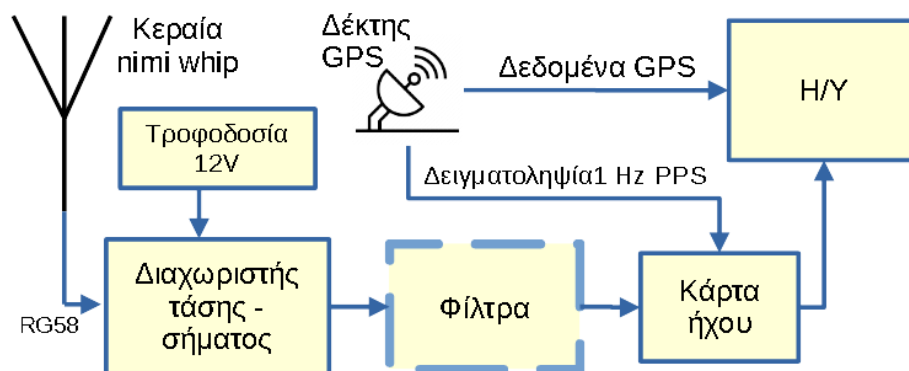 Κεραία
nimi whip
Δέκτης
GPS
Δεδομένα GPS
Η/Υ
Τροφοδοσία
12V
Δειγματοληψία1 Hz PPS
Διαχωριστής
τάσης -
σήματος
Φίλτρα
Κάρτα
ήχου
RG58